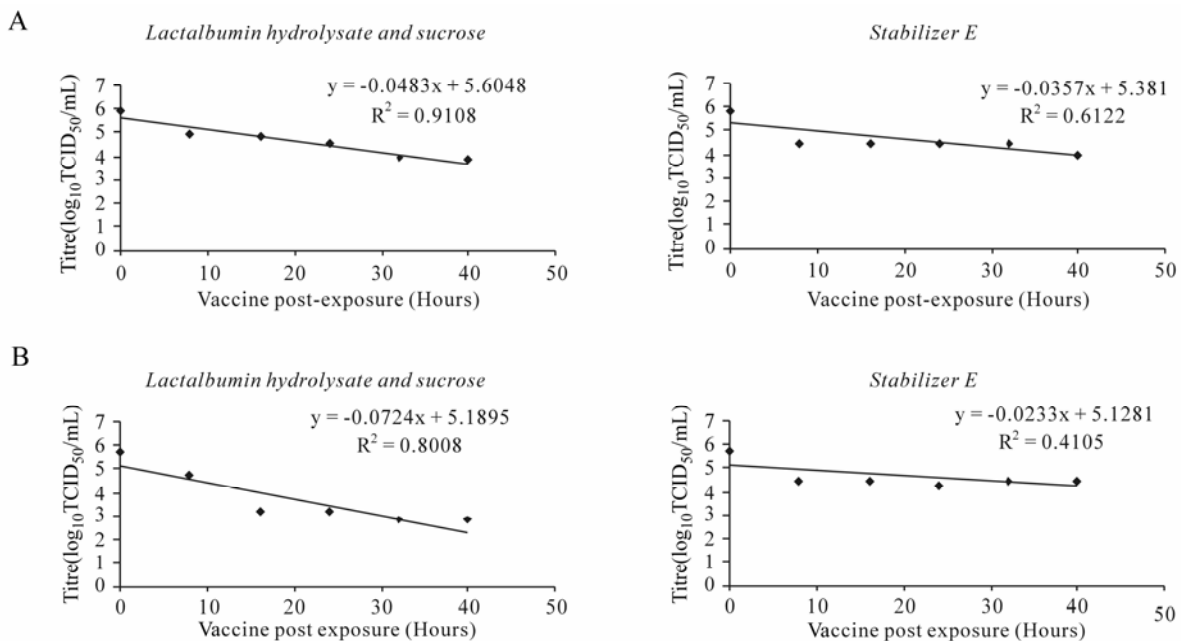 A
Lactalbumin hydrolysate and sucrose
y = -0.0483x + 5.6048
R² = 0.9108
Titre(log₁₀TCID₅₀/mL)
7
6
5
4
3
2
1
0
0 10 20 30 40 50
Vaccine post-exposure (Hours)
Stabilizer E
y = -0.0357x + 5.381
R² = 0.6122
Titre(log₁₀TCID₅₀/mL)
7
6
5
4
3
2
1
0
0 10 20 30 40 50
Vaccine post-exposure (Hours)
B
Lactalbumin hydrolysate and sucrose
y = -0.0724x + 5.1895
R² = 0.8008
Titre(log₁₀TCID₅₀/mL)
7
6
5
4
3
2
1
0
0 10 20 30 40 50
Vaccine post exposure (Hours)
Stabilizer E
y = -0.0233x + 5.1281
R² = 0.4105
Titre(log₁₀TCID₅₀/mL)
7
6
5
4
3
2
1
0
0 10 20 30 40 50
Vaccine post exposure (Hours)